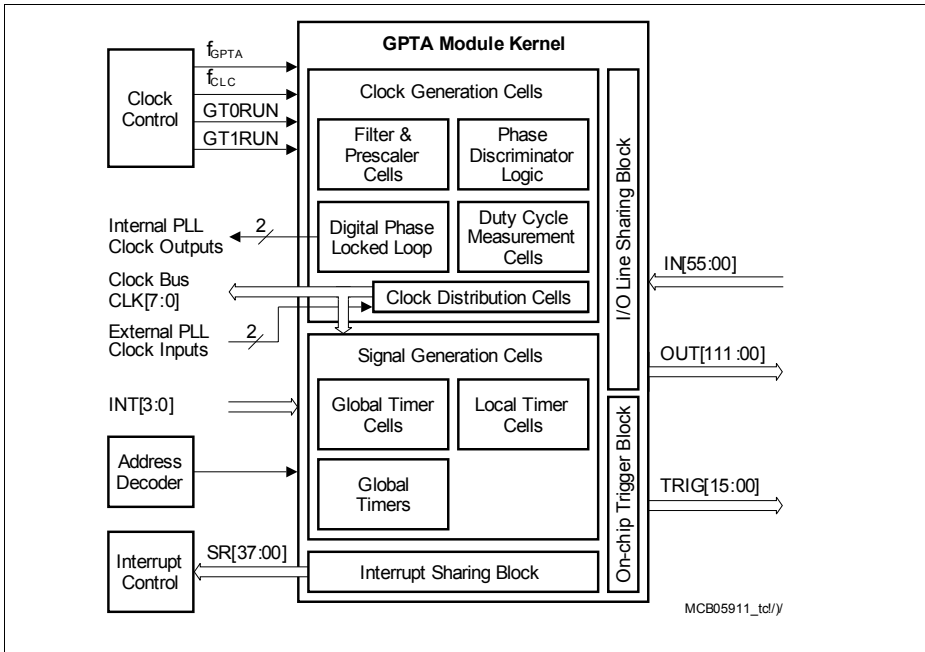 GPTA Module Kernel
fGPTA
fCLC
GT0RUN
GT1RUN
Clock
Control
Clock Generation Cells
Filter &
Prescaler
Cells
Phase
Discriminator
Logic
Digital Phase
Locked Loop
Duty Cycle
Measurement
Cells
Clock Distribution Cells
Internal PLL
Clock Outputs
2
Clock Bus
CLK[7:0]
External PLL
Clock Inputs
2
I/O Line Sharing Block
IN[55:00]
OUT[111:00]
Signal Generation Cells
Global Timer
Cells
Local Timer
Cells
Global
Timers
INT[3:0]
Address
Decoder
On-chip Trigger Block
TRIG[15:00]
Interrupt
Control
SR[37:00]
Interrupt Sharing Block
MCB05911_tc!/)/